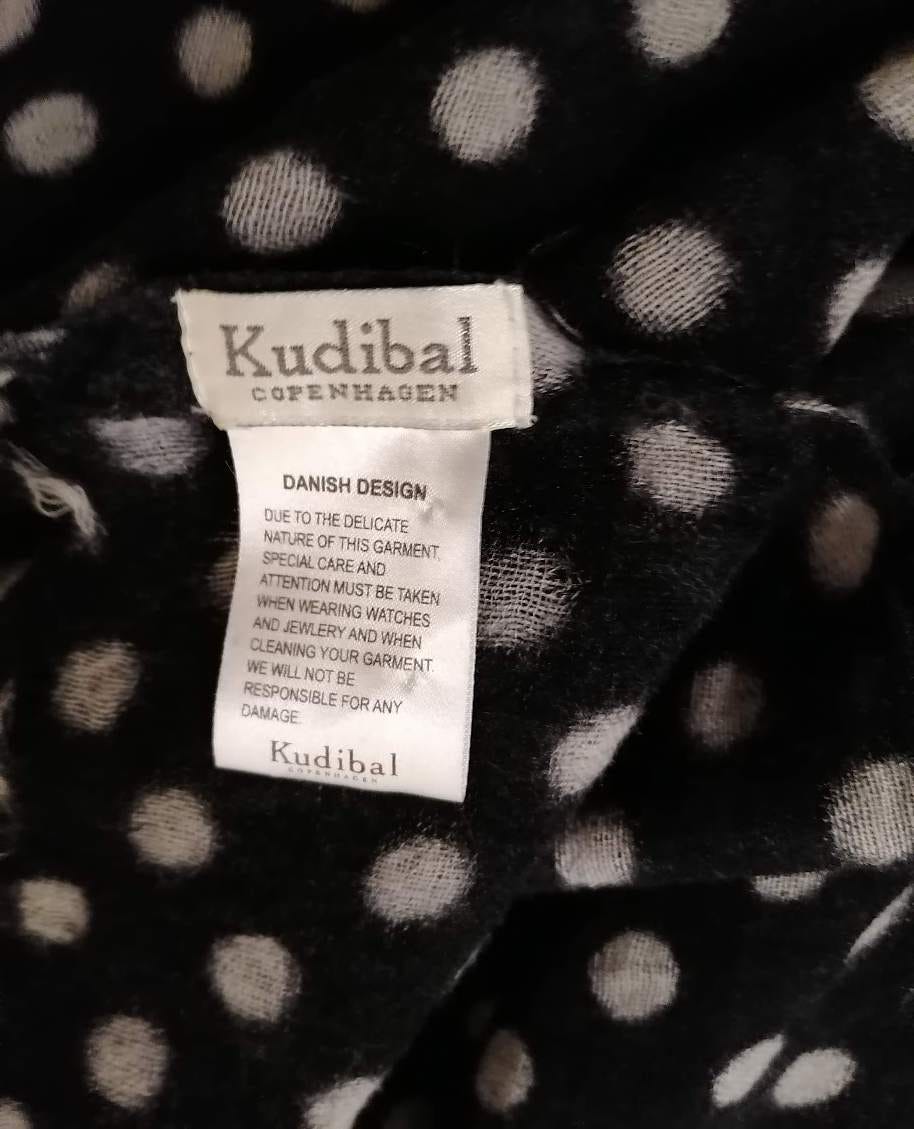 Kudibal
COPENHAGEN
DANISH DESIGN
DUE TO THE DELICATE
NATURE OF THIS GARMENT,
SPECIAL CARE AND
ATTENTION MUST BE TAKEN
WHEN WEARING WATCHES
AND JEWLERY AND WHEN
CLEANING YOUR GARMENT.
WE WILL NOT BE
RESPONSIBLE FOR ANY
DAMAGE.
Kudibal
COPENHAGEN